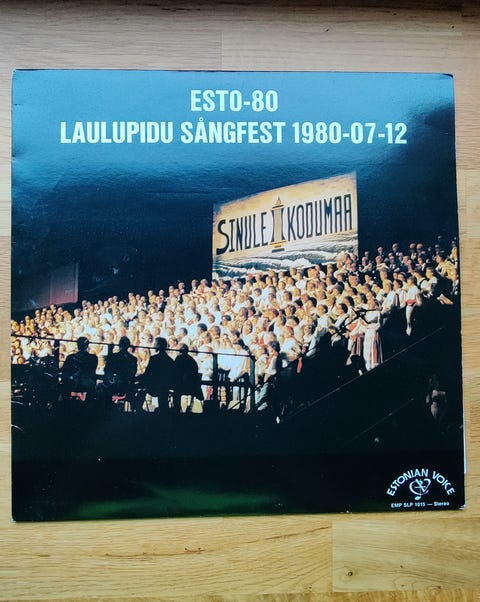 ESTO-80
LAULUPIDU SÅNGFEST 1980-07-12
SINULE KODUMAA
ESTONIAN VOICE
EMP SLP 1015 — Stereo